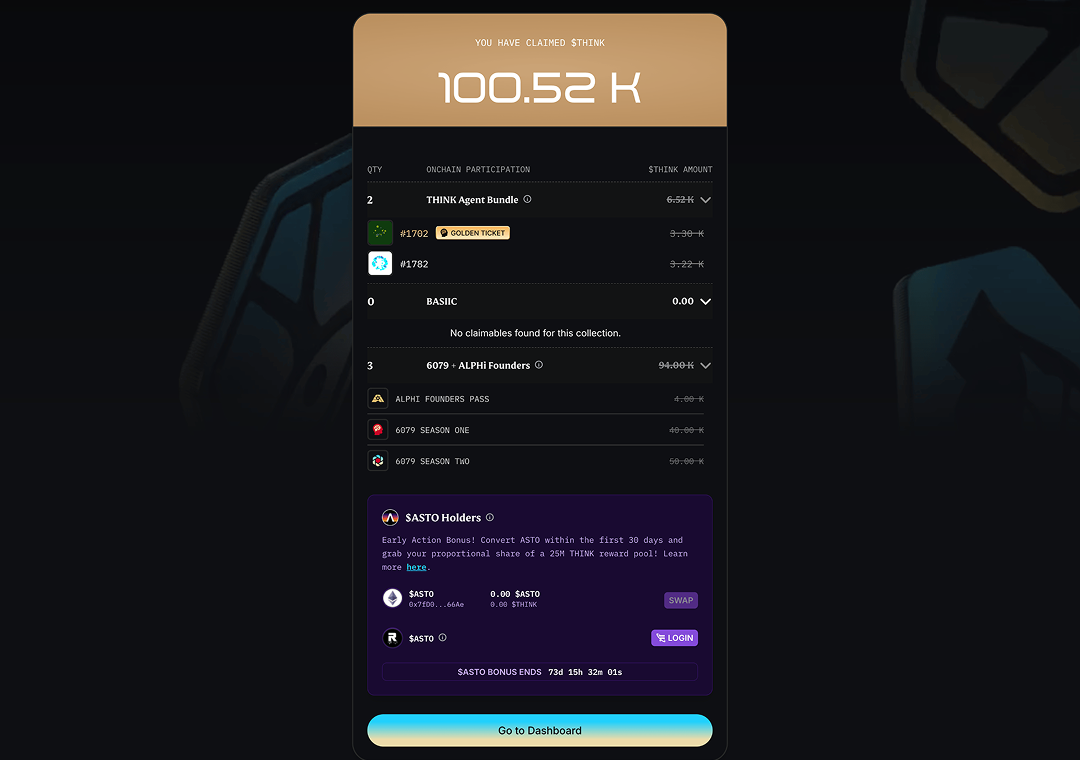 YOU HAVE CLAIMED $THINK
100.52 K
QTY ONCHAIN PARTICIPATION $THINK AMOUNT
2 THINK Agent Bundle 6.52 K
#1702 GOLDEN TICKET 3.30 K
#1782 3.22 K
0 BASIIC 0.00
No claimables found for this collection.
3 6079 + ALPHi Founders 94.00 K
ALPHI FOUNDERS PASS 4.00 K
6079 SEASON ONE 40.00 K
6079 SEASON TWO 50.00 K
$ASTO Holders
Early Action Bonus! Convert ASTO within the first 30 days and
grab your proportional share of a 25M THINK reward pool! Learn
more here.
$ASTO 0.00 $ASTO
0x7fD0...66Ae 0.00 $THINK
SWAP
$ASTO LOGIN
$ASTO BONUS ENDS 73d 15h 32m 01s
Go to Dashboard